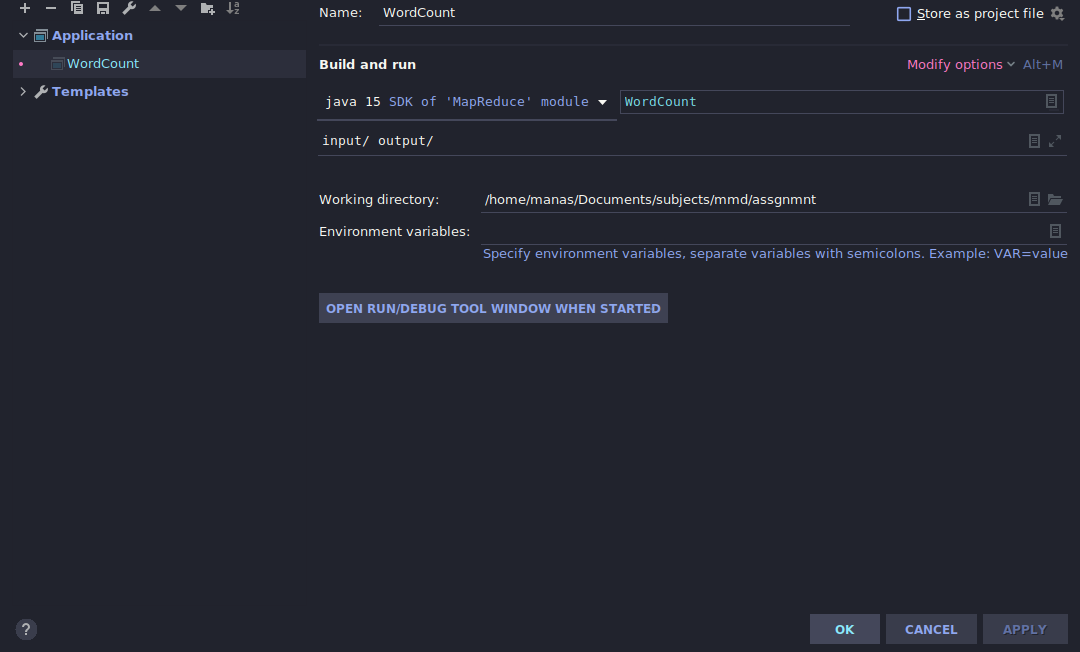 Name: WordCount Store as project file
Application
WordCount
Templates
Build and run Modify options Alt+M
java 15 SDK of 'MapReduce' module WordCount
input/ output/
Working directory: /home/manas/Documents/subjects/mmd/assgnmnt
Environment variables:
Specify environment variables, separate variables with semicolons. Example: VAR=value
OPEN RUN/DEBUG TOOL WINDOW WHEN STARTED
? OK CANCEL APPLY